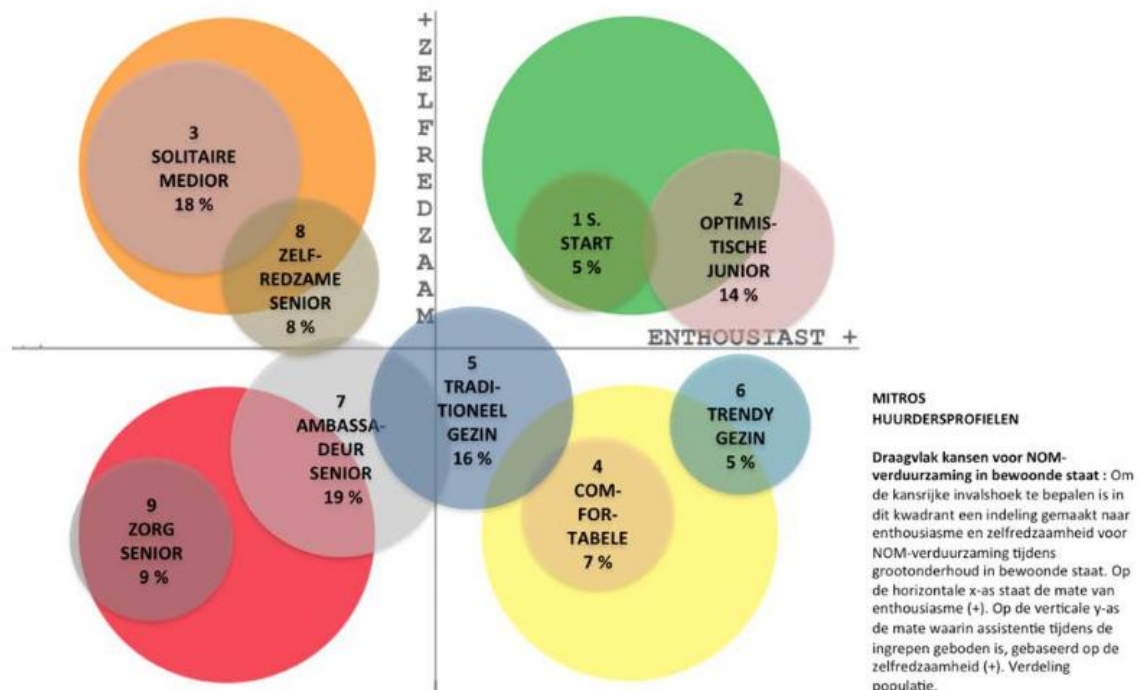 +
ZELFREDZAAM
3
SOLITAIRE
MEDIOR
18 %
8
ZELF-
REDZAME
SENIOR
8 %
1 S.
START
5 %
2
OPTIMIS-
TISCHE
JUNIOR
14 %
ENTHOUSIAST +
7
AMBASSA-
DEUR
SENIOR
19 %
5
TRADI-
TIONEEL
GEZIN
16 %
6
TRENDY
GEZIN
5 %
4
COM-
FOR-
TABELE
7 %
9
ZORG
SENIOR
9 %
MITROS
HUURDERSPROFIELEN
Draagvlak kansen voor NOM-
verduurzaming in bewoonde staat : Om
de kansrijke invalshoek te bepalen is in
dit kwadrant een indeling gemaakt naar
enthousiasme en zelfredzaamheid voor
NOM-verduurzaming tijdens
grootonderhoud in bewoonde staat. Op
de horizontale x-as staat de mate van
enthousiasme (+). Op de verticale y-as
de mate waarin assistentie tijdens de
ingrepen geboden is, gebaseerd op de
zelfredzaamheid (+). Verdeling
populatie.